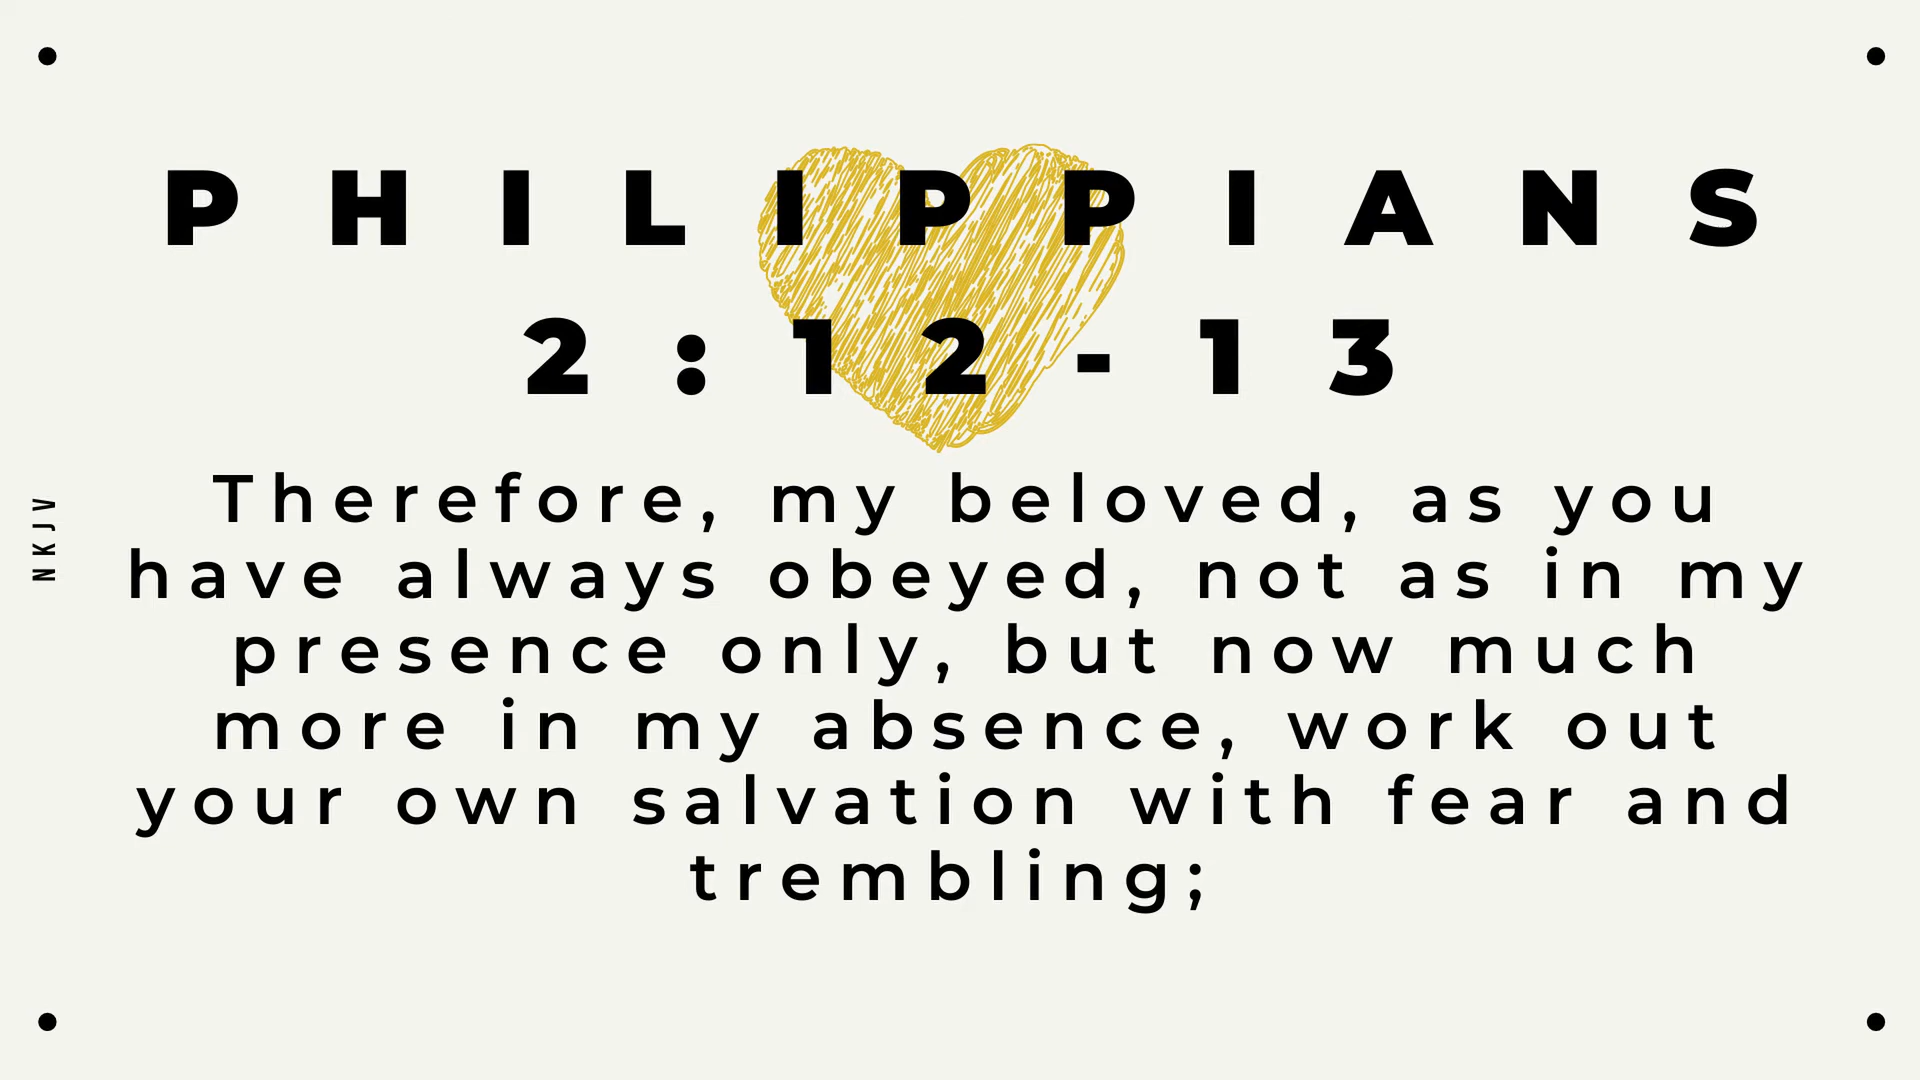 PHILIPPIANS
2:12-13
NKJV
Therefore, my beloved, as you
have always obeyed, not as in my
presence only, but now much
more in my absence, work out
your own salvation with fear and
trembling;